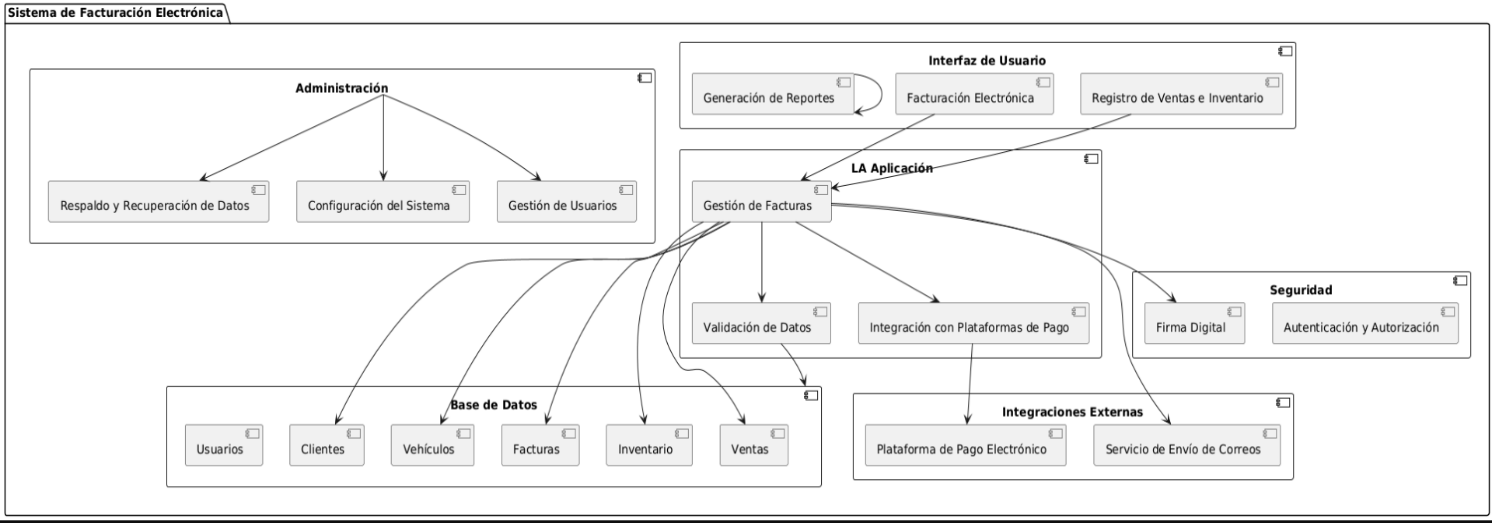 Sistema de Facturación Electrónica
Interfaz de Usuario
Generación de Reportes
Facturación Electrónica
Registro de Ventas e Inventario
Administración
Respaldo y Recuperación de Datos
Configuración del Sistema
Gestión de Usuarios
LA Aplicación
Gestión de Facturas
Validación de Datos
Integración con Plataformas de Pago
Seguridad
Firma Digital
Autenticación y Autorización
Base de Datos
Usuarios
Clientes
Vehículos
Facturas
Inventario
Ventas
Integraciones Externas
Plataforma de Pago Electrónico
Servicio de Envío de Correos